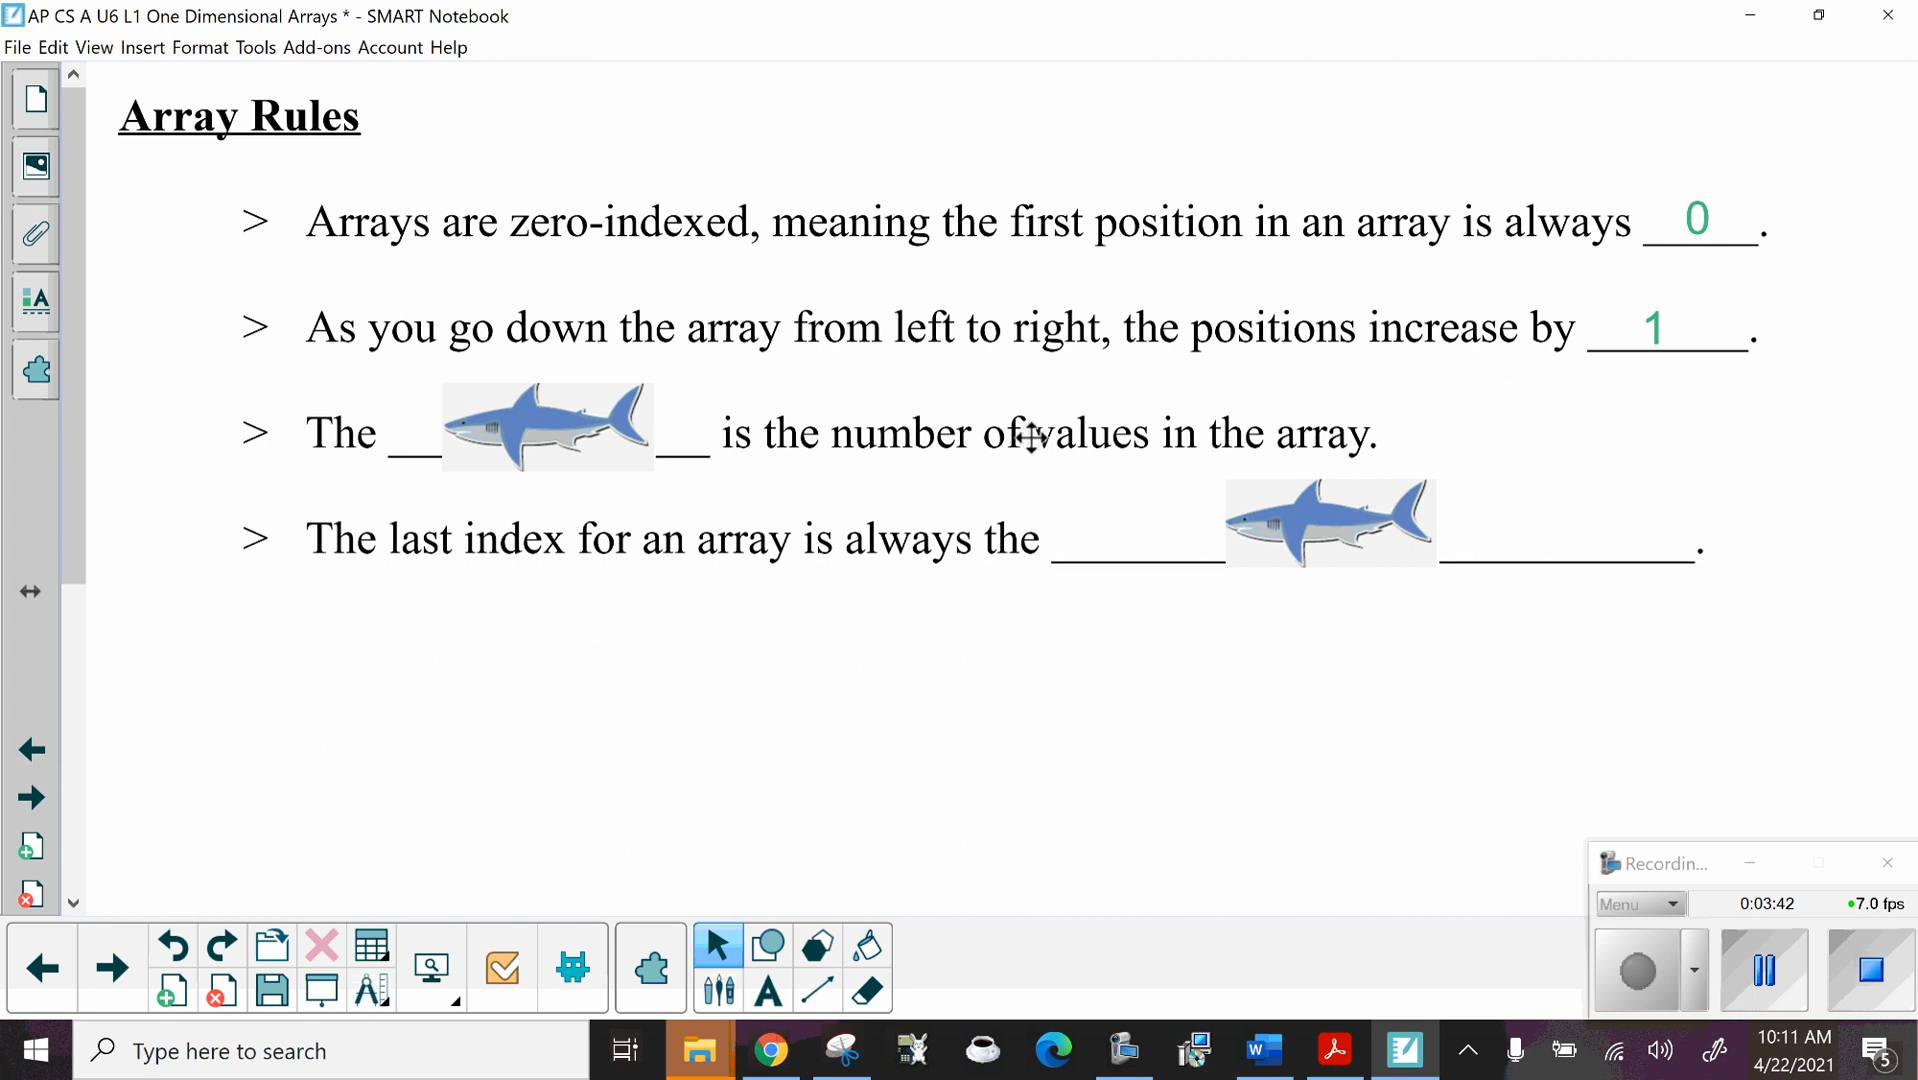 AP CS A U6 L1 One Dimensional Arrays * - SMART Notebook
File Edit View Insert Format Tools Add-ons Account Help
Array Rules
> Arrays are zero-indexed, meaning the first position in an array is always 0.
> As you go down the array from left to right, the positions increase by 1.
> The ______ is the number of values in the array.
> The last index for an array is always the ______.
Recordin...
Menu 0:03:42 7.0 fps
Type here to search
10:11 AM
4/22/2021
5